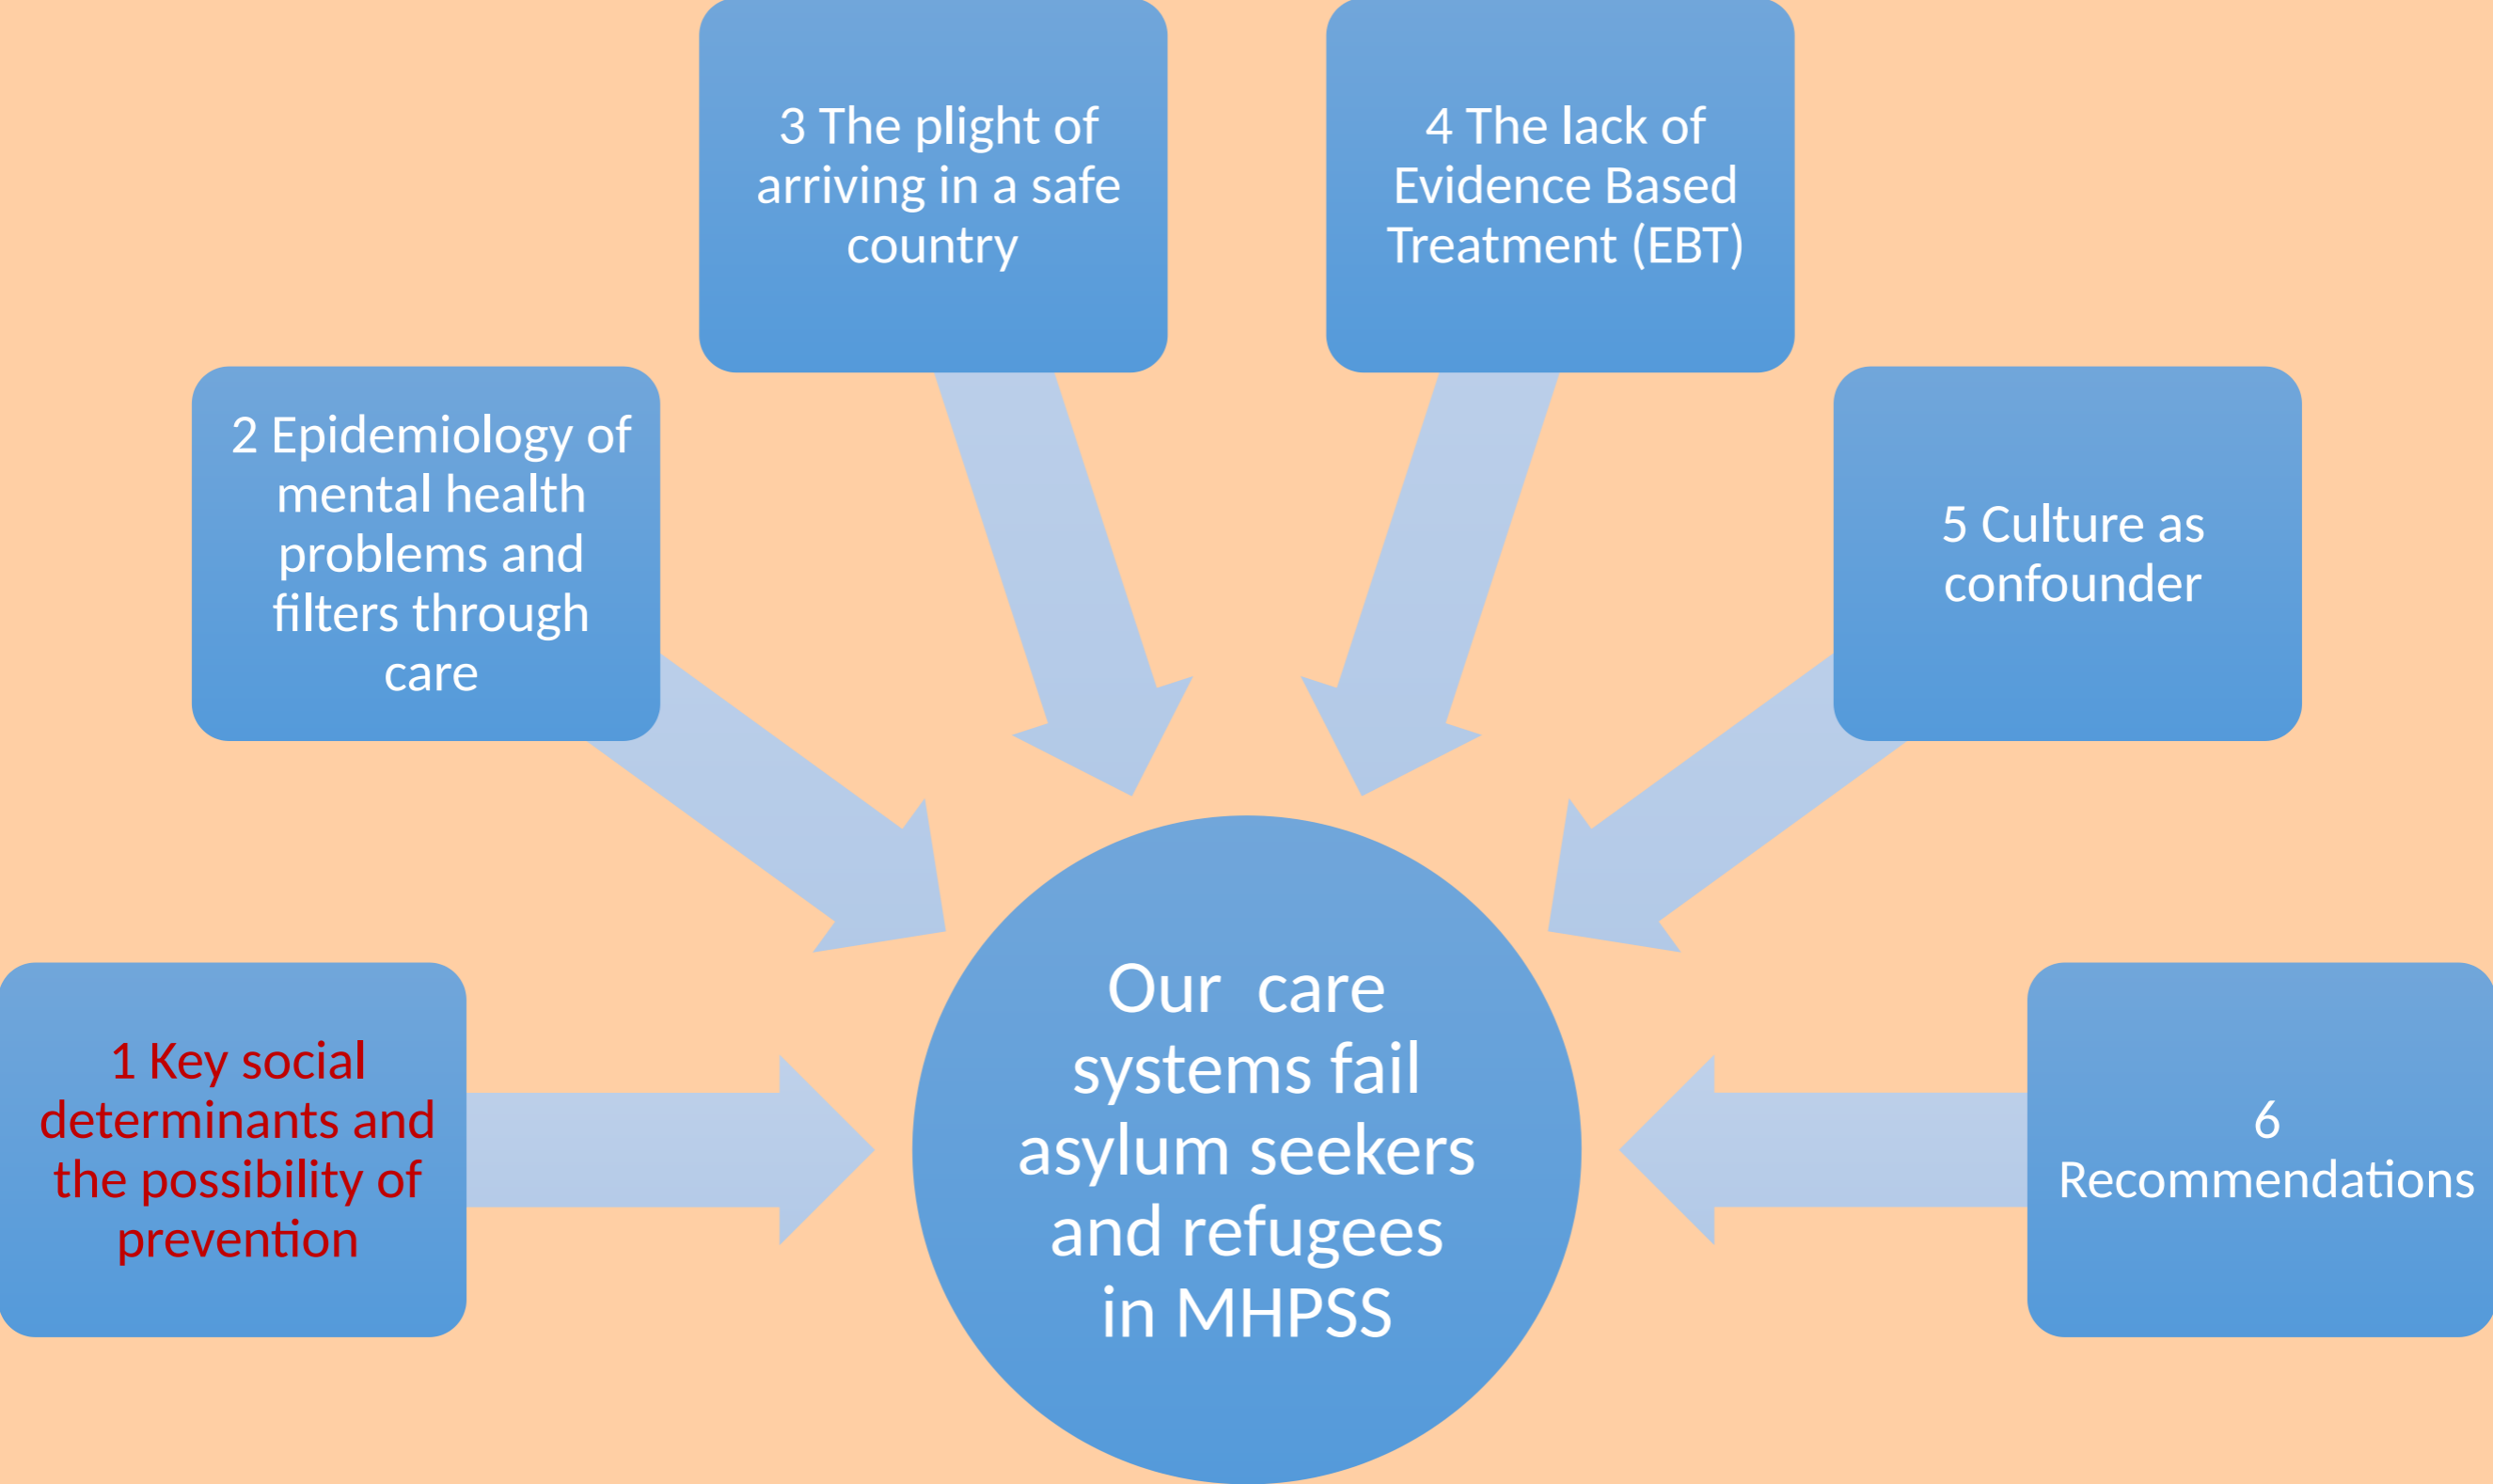 3 The plight of
arriving in a safe
country
4 The lack of
Evidence Based
Treatment (EBT)
2 Epidemiology of
mental health
problems and
filters through
care
5 Culture as
confounder
1 Key social
determinants and
the possibility of
prevention
Our  care
systems fail
asylum seekers
and refugees
in MHPSS
6
Recommendations